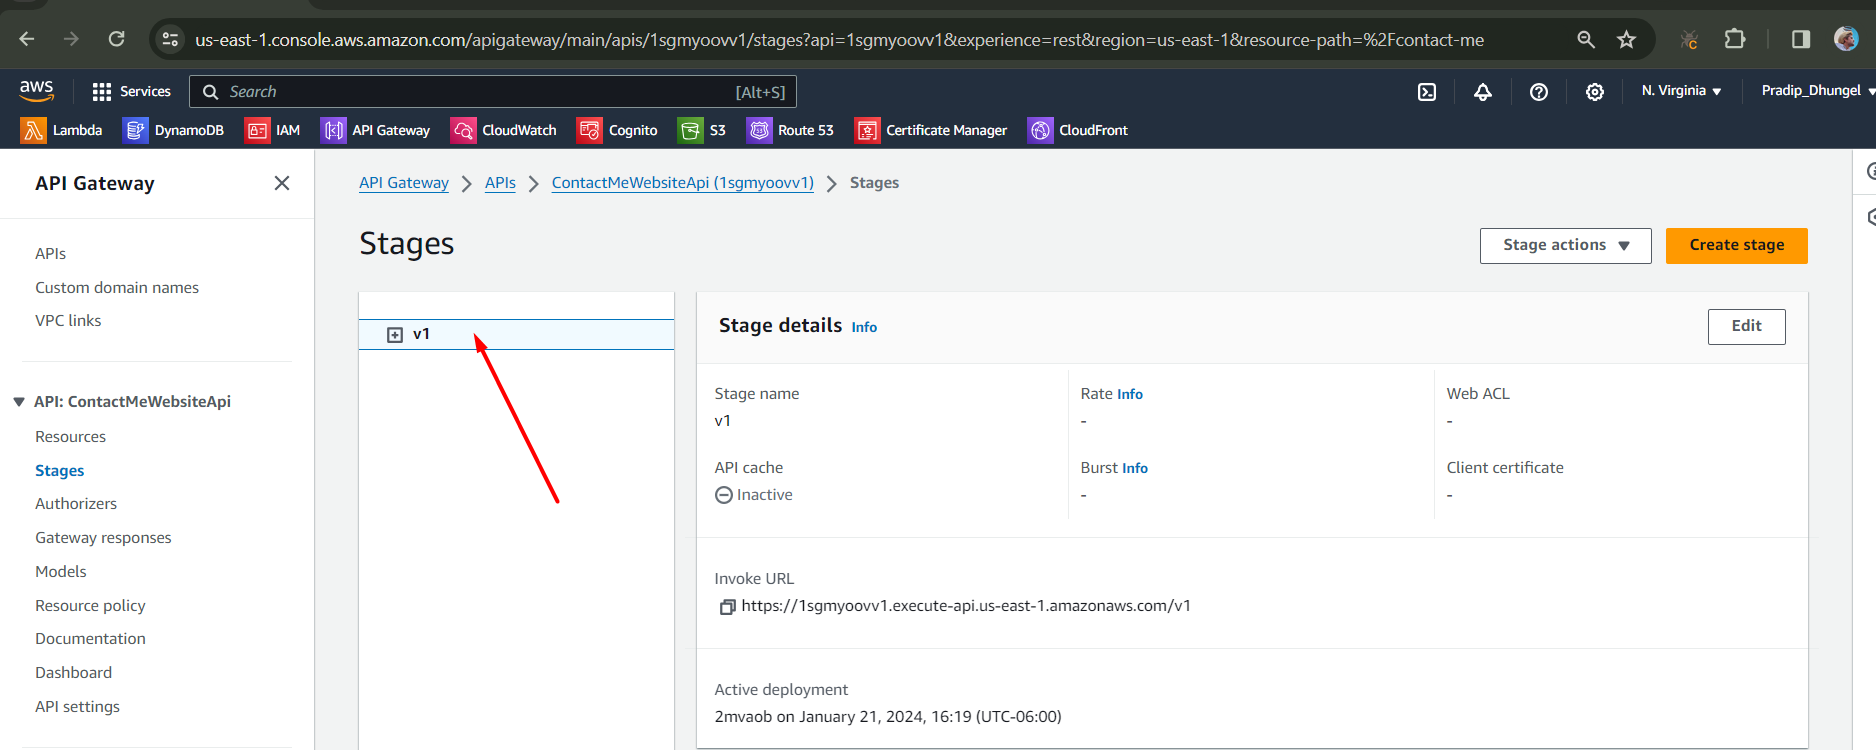 us-east-1.console.aws.amazon.com/apigateway/main/apis/1sgmyoovv1/stages?api=1sgmyoovv1&experience=rest&region=us-east-1&resource-path=%2Fcontact-me
aws Services Search [Alt+S] N. Virginia Pradip_Dhungel
Lambda DynamoDB IAM API Gateway CloudWatch Cognito S3 Route 53 Certificate Manager CloudFront
API Gateway
APIs
Custom domain names
VPC links
API: ContactMeWebsiteApi
Resources
Stages
Authorizers
Gateway responses
Models
Resource policy
Documentation
Dashboard
API settings
API Gateway APIs ContactMeWebsiteApi (1sgmyoovv1) Stages
Stages
Stage actions Create stage
v1
Stage details Info
Edit
Stage name
v1
Rate Info
-
Web ACL
-
API cache
Inactive
Burst Info
-
Client certificate
-
Invoke URL
https://1sgmyoovv1.execute-api.us-east-1.amazonaws.com/v1
Active deployment
2mvaob on January 21, 2024, 16:19 (UTC-06:00)